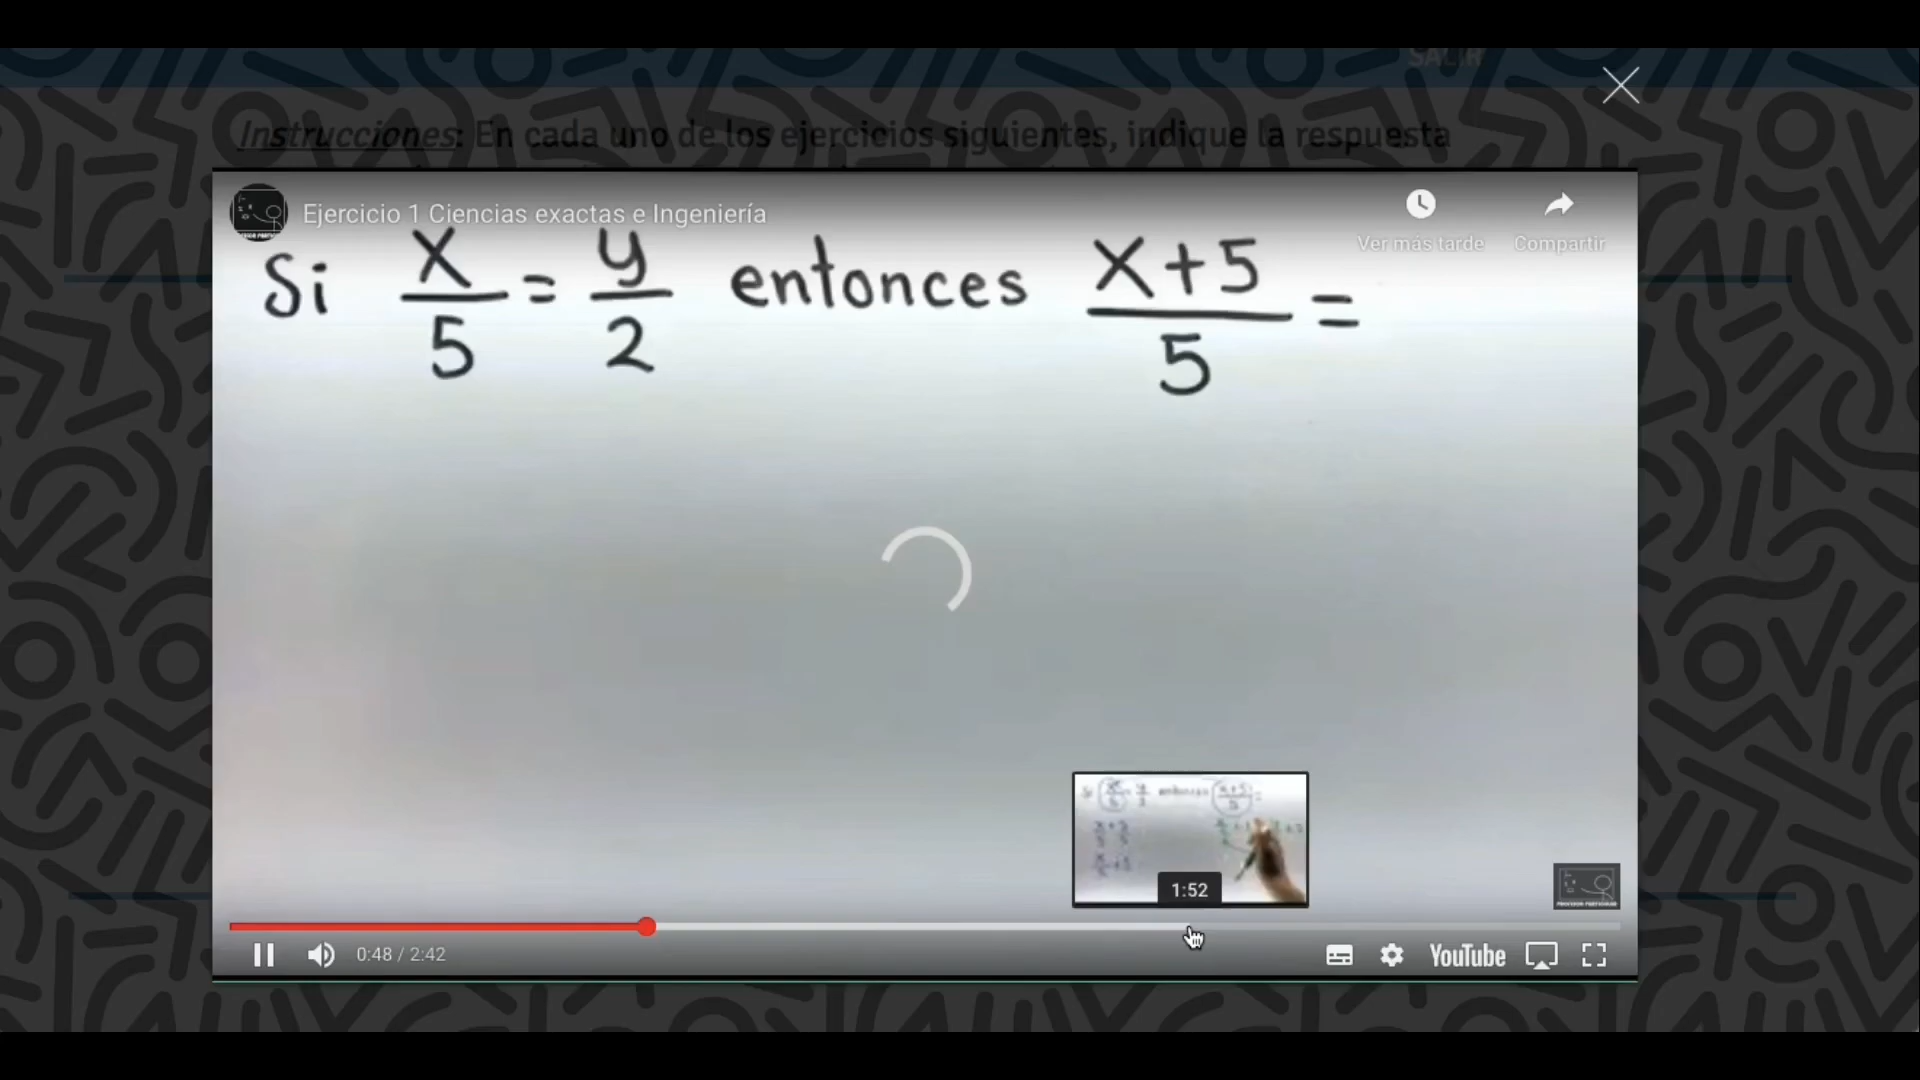 SALIR
Instrucciones: En cada uno de los ejercicios siguientes, indique la respuesta
Ejercicio 1 Ciencias exactas e Ingeniería
Ver más tarde
Compartir
Si x/5 = y/2 entonces x+5/5 =
1:52
0:48 / 2:42
YouTube